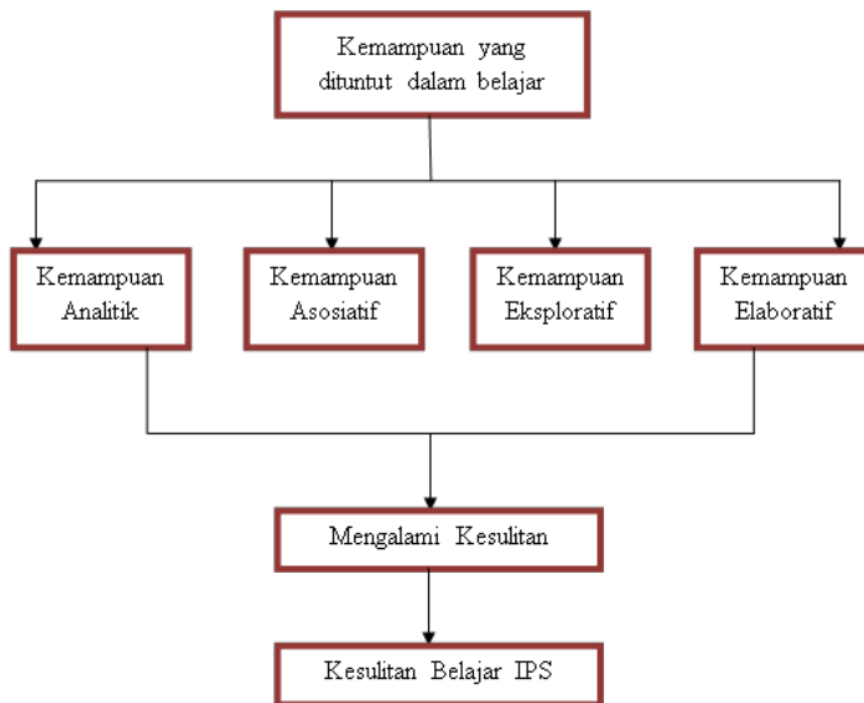 Kemampuan yang
dituntut dalam belajar
Kemampuan
Analitik
Kemampuan
Asosiatif
Kemampuan
Eksploratif
Kemampuan
Elaboratif
Mengalami Kesulitan
Kesulitan Belajar IPS